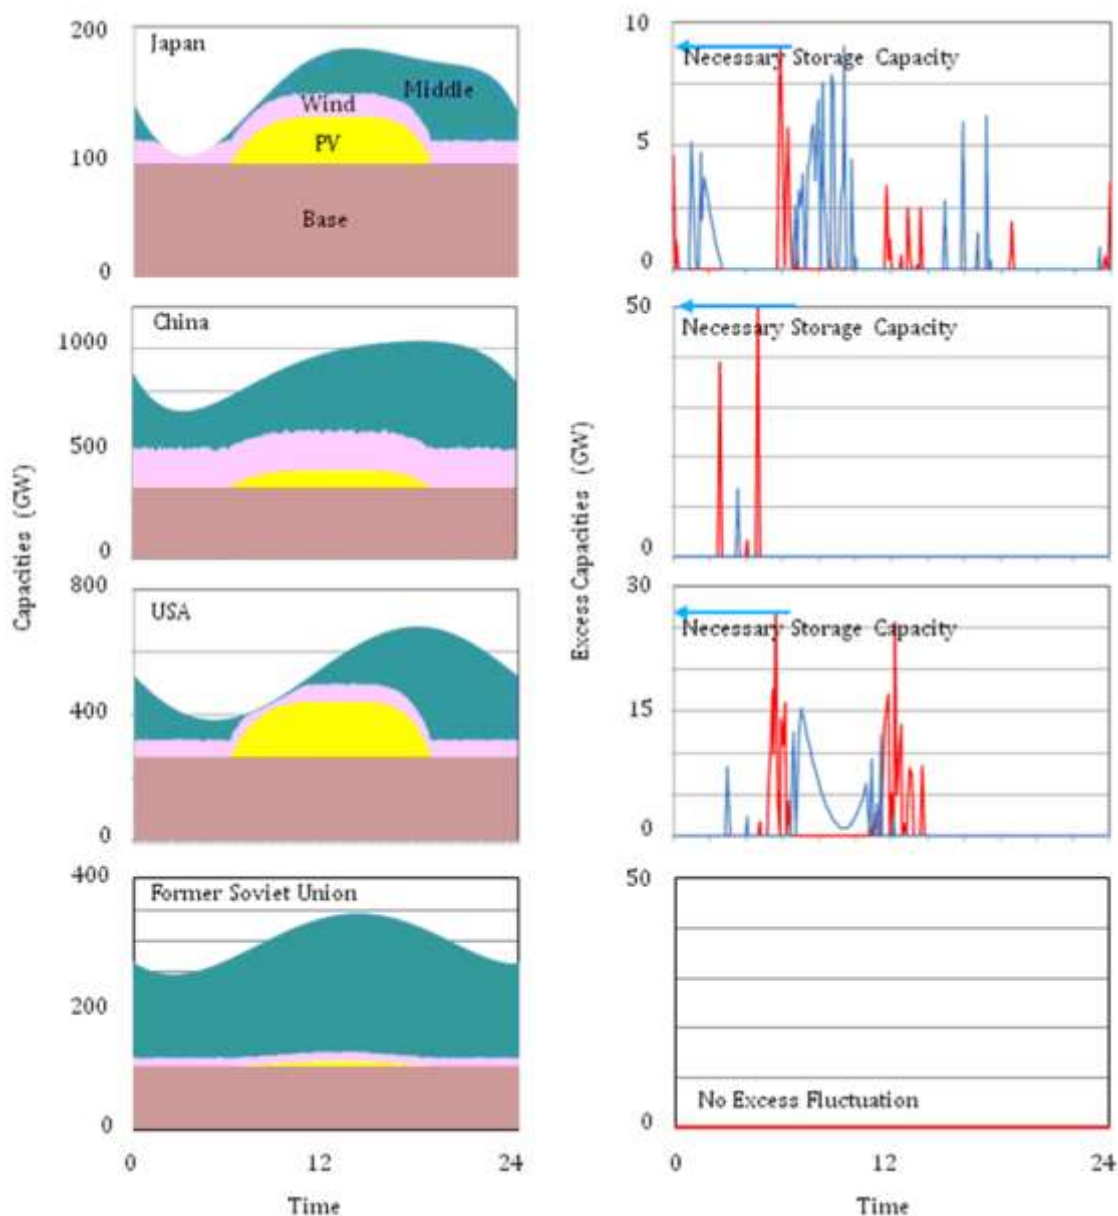 200
Japan
Middle
Wind
PV
100
Base
0
10
Necessary Storage Capacity
5
0
China
1000
500
0
50
Necessary Storage Capacity
0
Capacities (GW)
Excess Capacities (GW)
800
USA
400
0
30
Necessary Storage Capacity
15
0
400
Former Soviet Union
200
0
0
12
24
Time
50
No Excess Fluctuation
0
0
12
24
Time